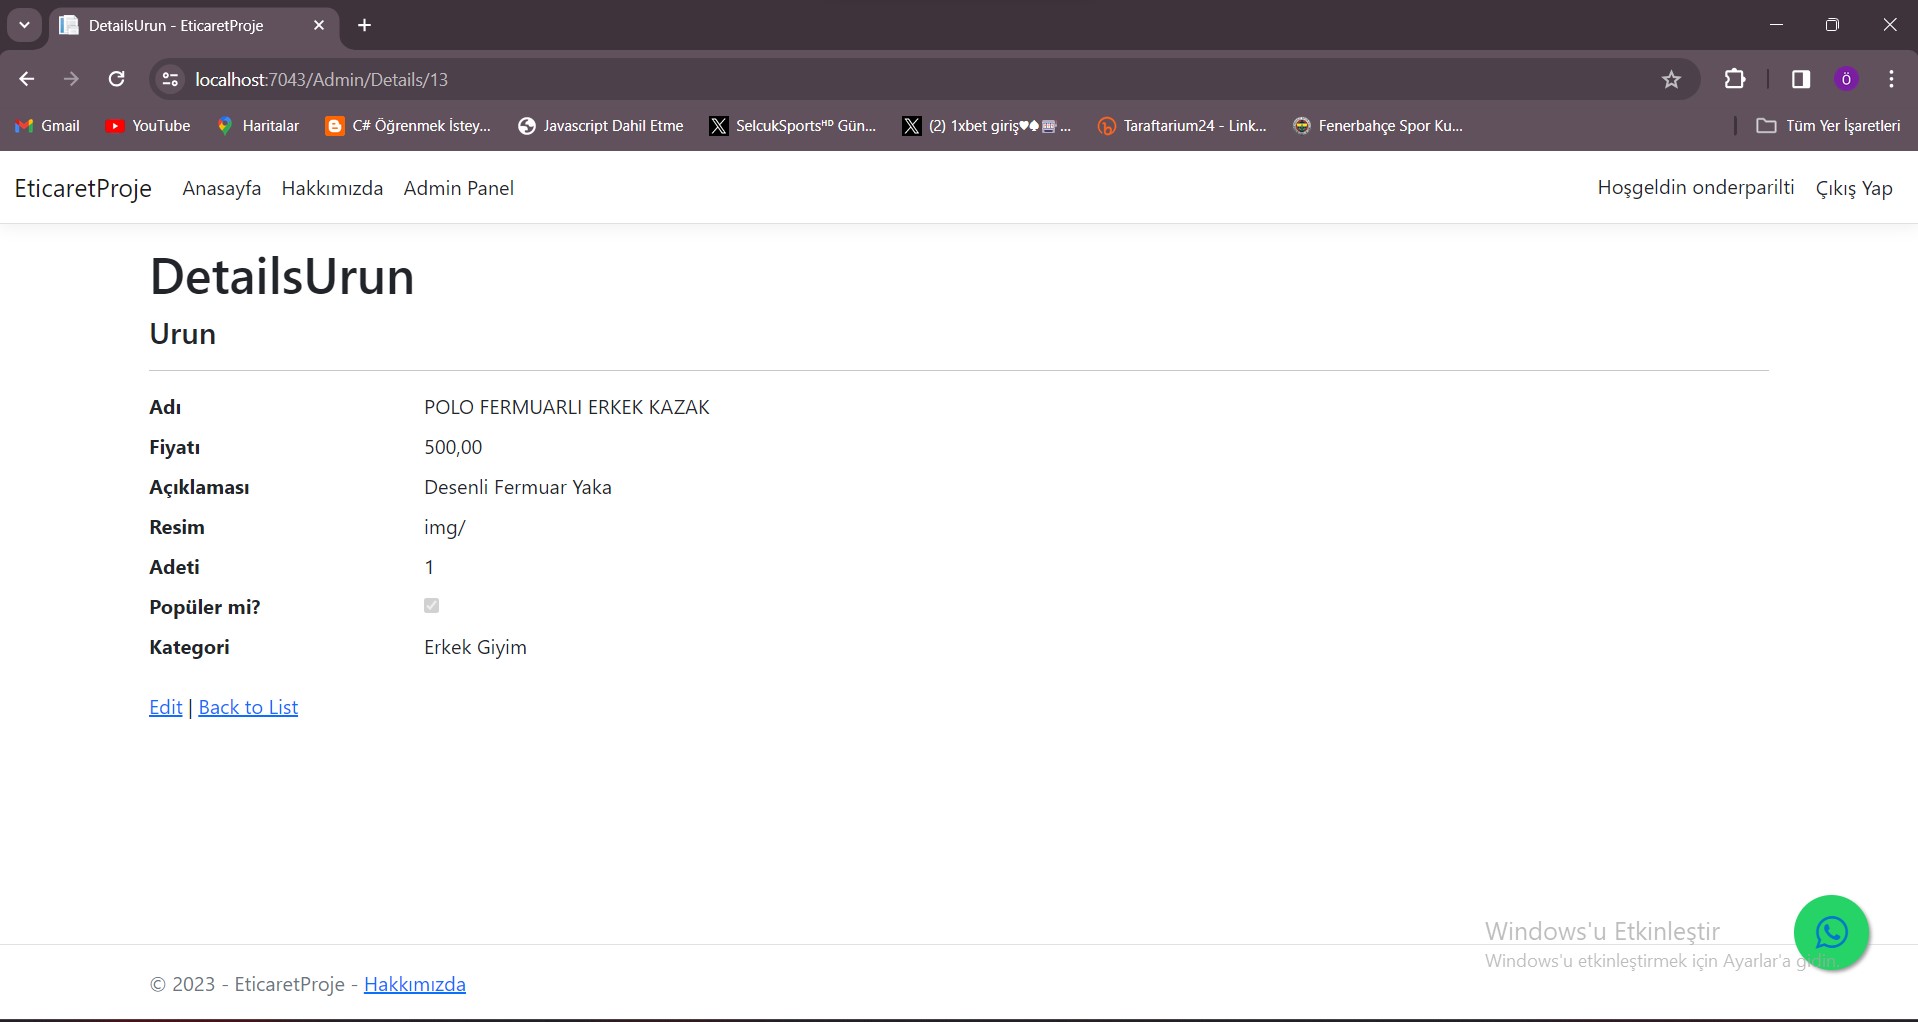 DetailsUrun - EticaretProje
localhost:7043/Admin/Details/13
Ö
Gmail YouTube Haritalar C# Öğrenmek İstey... Javascript Dahil Etme SelcukSportsᴴᴰ Gün... (2) 1xbet giriş♥♠🎰 ... Taraftarium24 - Link... Fenerbahçe Spor Ku... Tüm Yer İşaretleri
EticaretProje Anasayfa Hakkımızda Admin Panel Hoşgeldin onderparilti Çıkış Yap
DetailsUrun
Urun
Adı POLO FERMUARLI ERKEK KAZAK
Fiyatı 500,00
Açıklaması Desenli Fermuar Yaka
Resim img/
Adeti 1
Popüler mi?
Kategori Erkek Giyim
Edit | Back to List
Windows'u Etkinleştir
Windows'u etkinleştirmek için Ayarlar'a gidin.
© 2023 - EticaretProje - Hakkımızda